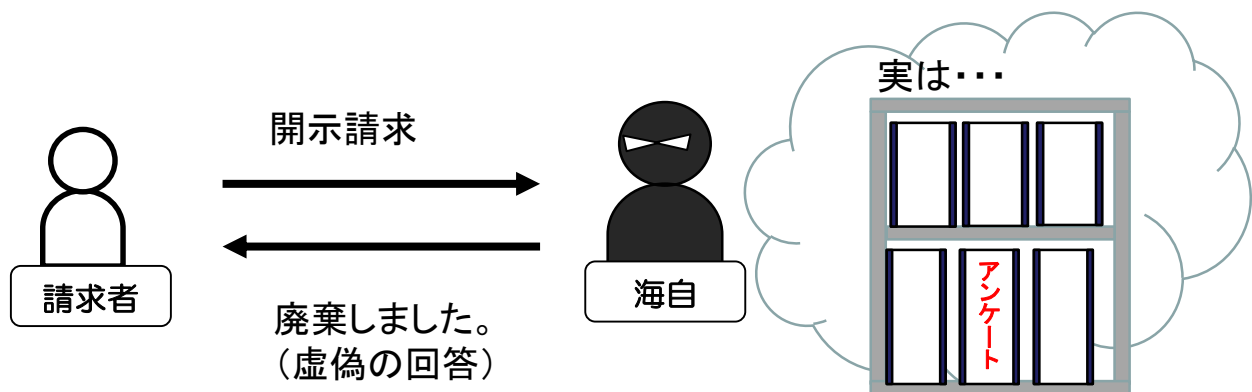 実は・・・
開示請求
請求者
海自
アンケート
廃棄しました。
（虚偽の回答）